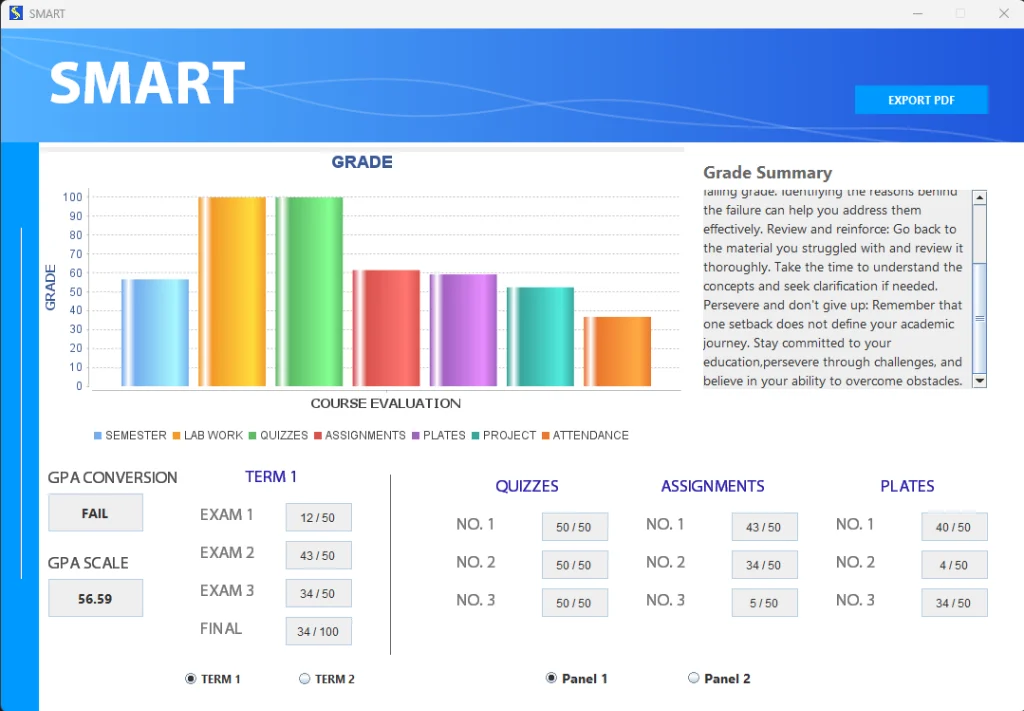 SMART
SMART
EXPORT PDF
GRADE
100
90
80
70
60
50
40
30
20
10
0
GRADE
COURSE EVALUATION
SEMESTER LAB WORK QUIZZES ASSIGNMENTS PLATES PROJECT ATTENDANCE
Grade Summary
failing grade. Identifying the reasons behind
the failure can help you address them
effectively. Review and reinforce: Go back to
the material you struggled with and review it
thoroughly. Take the time to understand the
concepts and seek clarification if needed.
Persevere and don't give up: Remember that
one setback does not define your academic
journey. Stay committed to your
education,persevere through challenges, and
believe in your ability to overcome obstacles.
GPA CONVERSION
FAIL
GPA SCALE
56.59
TERM 1
EXAM 1 12 / 50
EXAM 2 43 / 50
EXAM 3 34 / 50
FINAL 34 / 100
TERM 1 TERM 2
QUIZZES
NO. 1 50 / 50
NO. 2 50 / 50
NO. 3 50 / 50
ASSIGNMENTS
NO. 1 43 / 50
NO. 2 34 / 50
NO. 3 5 / 50
PLATES
NO. 1 40 / 50
NO. 2 4 / 50
NO. 3 34 / 50
Panel 1 Panel 2